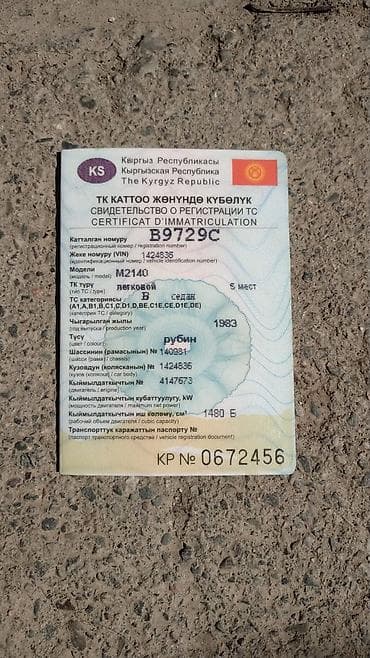 KS
Кыргыз Республикасы
Кыргызская Республика
The Kyrgyz Republic
ТК КАТТОО ЖӨНҮНДӨ КҮБӨЛҮК
СВИДЕТЕЛЬСТВО О РЕГИСТРАЦИИ ТС
CERTIFICAT D'IMMATRICULATION
Катталган номуру B9729C
(регистрационный номер / registration number)
Жеке номуру (VIN) 1424836
(идентификационный номер / vehicle identification number)
Модели М2140
(модель / model)
ТК түрү легковой 5 мест
(тип ТС / type)
ТС категориясы B седан
(A1,A,B1,B,C1,C,D1,D,BE,C1E,CE,D1E,DE)
(категория ТС / category)
Чыгарылган жылы 1983
(год выпуска / production year)
Түсү рубин
(цвет / colour)
Шассинин (рамасынын) №
(шасси (рама) / chassis)
Кузовдун (колясканын) № 1424836
(кузов (коляска) / car body)
Кыймылдаткычтын № 4147673
(двигатель / engine)
Кыймылдаткычтын кубаттуулугу, kW
(мощность двигателя / maximum net power)
Кыймылдаткычтын иш көлөмү, см³ 1480 Б
(рабочий объем двигателя / cubic capacity)
Транспорттук каражаттын паспорту №
(паспорт транспортного средства / vehicle registration document)
KP № 0672456